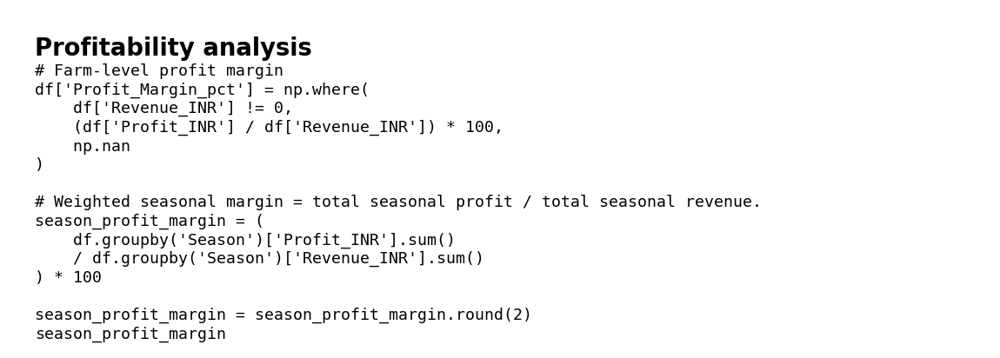 Profitability analysis
# Farm-level profit margin
df['Profit_Margin_pct'] = np.where(
    df['Revenue_INR'] != 0,
    (df['Profit_INR'] / df['Revenue_INR']) * 100,
    np.nan
)

# Weighted seasonal margin = total seasonal profit / total seasonal revenue.
season_profit_margin = (
    df.groupby('Season')['Profit_INR'].sum()
    / df.groupby('Season')['Revenue_INR'].sum()
) * 100

season_profit_margin = season_profit_margin.round(2)
season_profit_margin